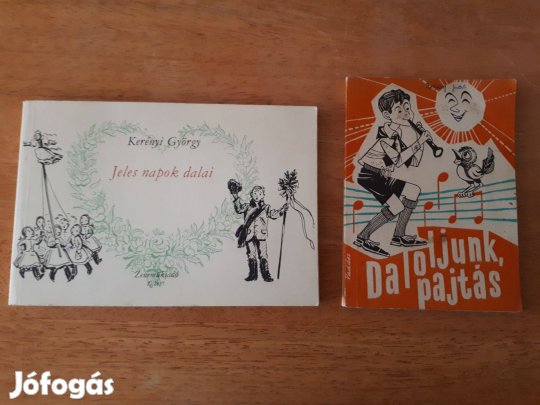 Kerényi György
Jeles napok dalai
Zeneműkiadó
Daloljunk,
pajtás
Jófogás